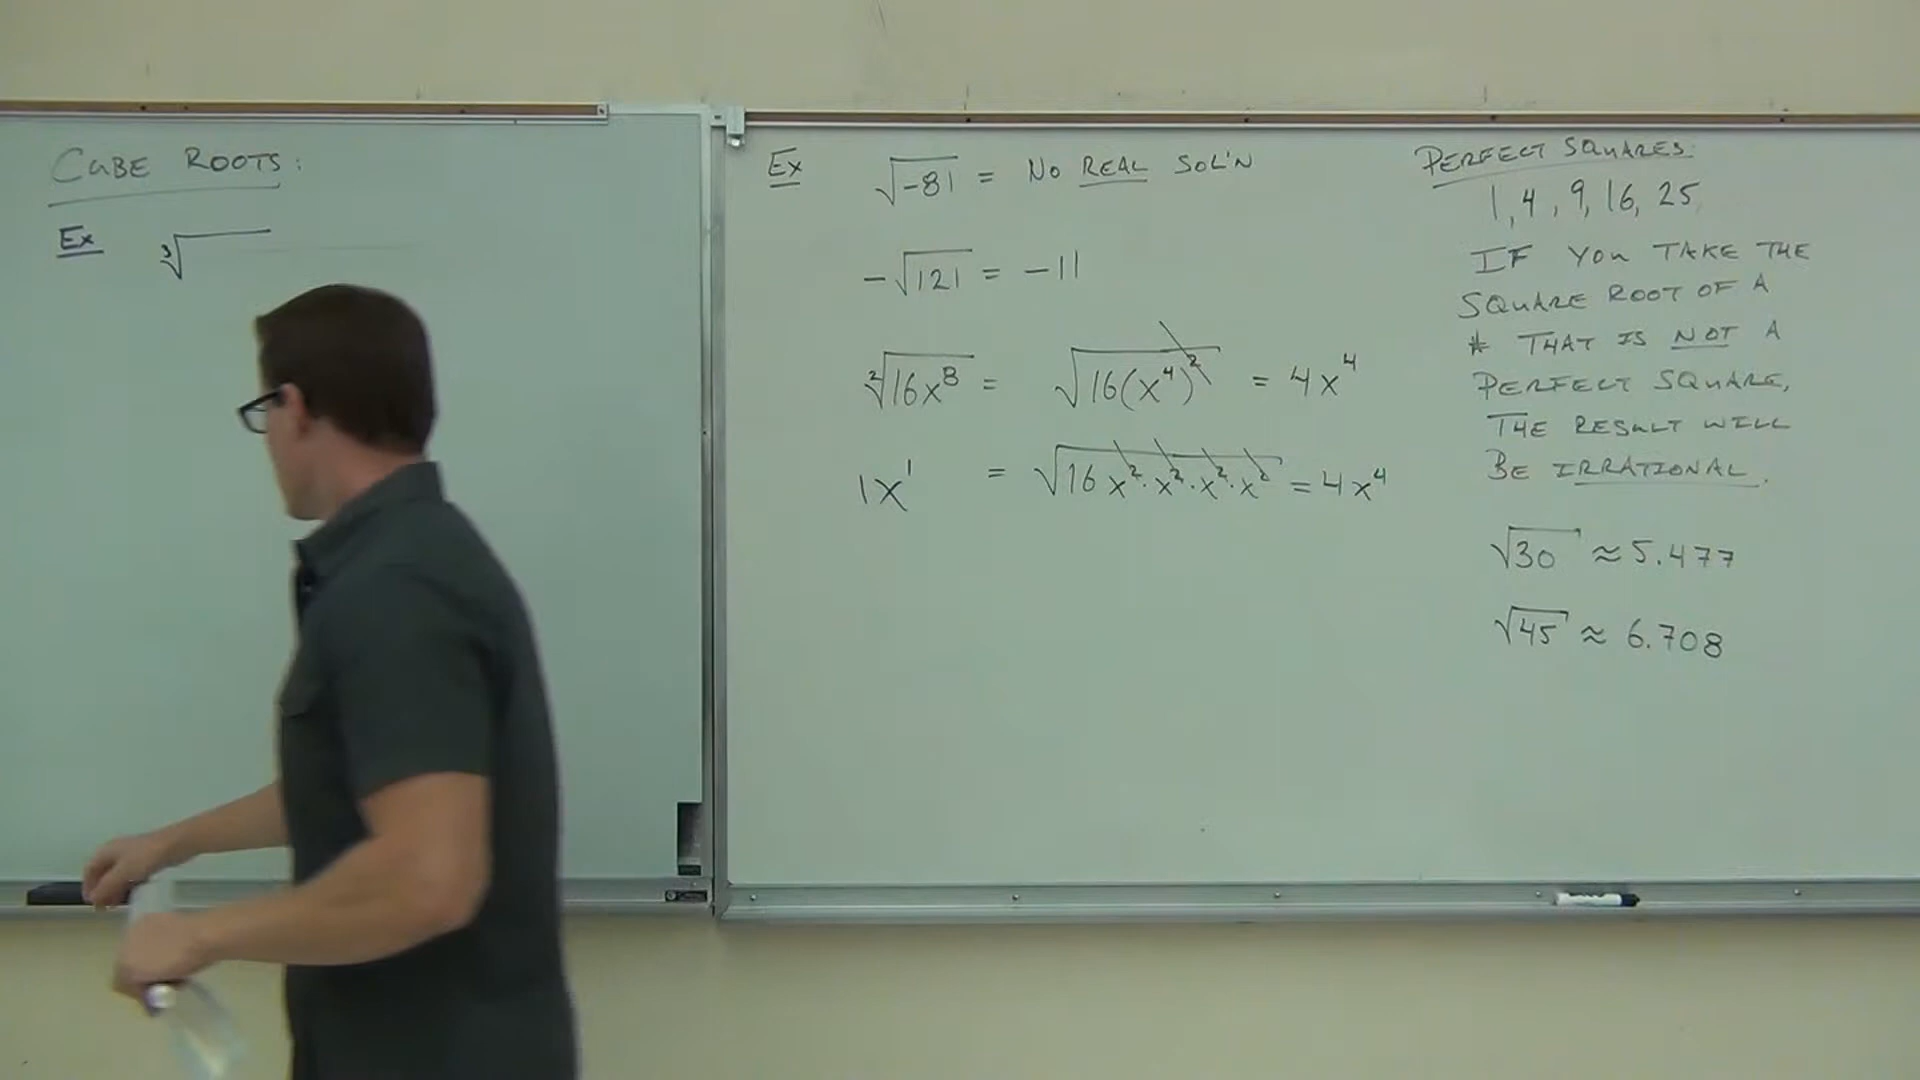 CUBE ROOTS:
Ex ∛
Ex √-81 = NO REAL SOL'N
-√121 = -11
²√16x⁸ = √16(x⁴)² = 4x⁴
1x¹ = √16x²·x²·x²·x² = 4x⁴
PERFECT SQUARES:
1, 4, 9, 16, 25
IF YOU TAKE THE
SQUARE ROOT OF A
# THAT IS NOT A
PERFECT SQUARE,
THE RESULT WILL
BE IRRATIONAL.
√30 ≈ 5.477
√45 ≈ 6.708